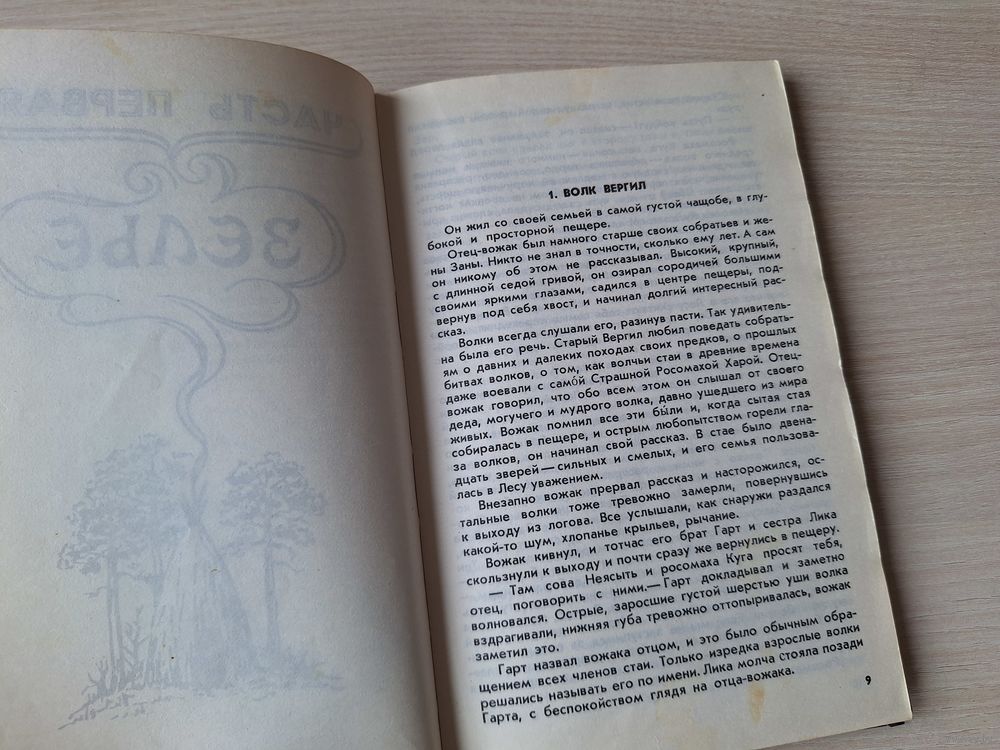 ЧАСТЬ ПЕРВАЯ
ЗЕЛЬЕ
1. ВОЛК ВЕРГИЛ
Он жил со своей семьей в самой густой чащобе, в глу-
бокой и просторной пещере.
Отец-вожак был намного старше своих собратьев и же-
ны Заны. Никто не знал в точности, сколько ему лет. А сам
он никому об этом не рассказывал. Высокий, крупный,
с длинной седой гривой, он озирал сородичей большими
своими яркими глазами, садился в центре пещеры, под-
вернув под себя хвост, и начинал долгий интересный рас-
сказ.
Волки всегда слушали его, разинув пасти. Так удивитель-
на была его речь. Старый Вергил любил поведать собрать-
ям о давних и далеких походах своих предков, о прошлых
битвах волков, о том, как волчьи стаи в древние времена
даже воевали с само́й Страшной Росомахой Харой. Отец-
вожак говорил, что обо всем этом он слышал от своего
деда, могучего и мудрого волка, давно ушедшего из мира
живых. Вожак помнил все эти бы́ли и, когда сытая стая
собиралась в пещере, и острым любопытством горели гла-
за волков, он начинал свой рассказ. В стае было двена-
дцать зверей — сильных и смелых, и его семья пользова-
лась в Лесу уважением.
Внезапно вожак прервал рассказ и насторожился, ос-
тальные волки тоже тревожно замерли, повернувшись
к выходу из логова. Все услышали, как снаружи раздался
какой-то шум, хлопанье крыльев, рычание.
Вожак кивнул, и тотчас его брат Гарт и сестра Лика
скользнули к выходу и почти сразу же вернулись в пещеру.
— Там сова Неясыть и росомаха Куга просят тебя,
отец, поговорить с ними.— Гарт докладывал и заметно
волновался. Острые, заросшие густой шерстью уши волка
вздрагивали, нижняя губа тревожно оттопыривалась, вожак
заметил это.
Гарт назвал вожака отцом, и это было обычным обра-
щением всех членов стаи. Только изредка взрослые волки
решались называть его по имени. Лика молча стояла позади
Гарта, с беспокойством глядя на отца-вожака.
9